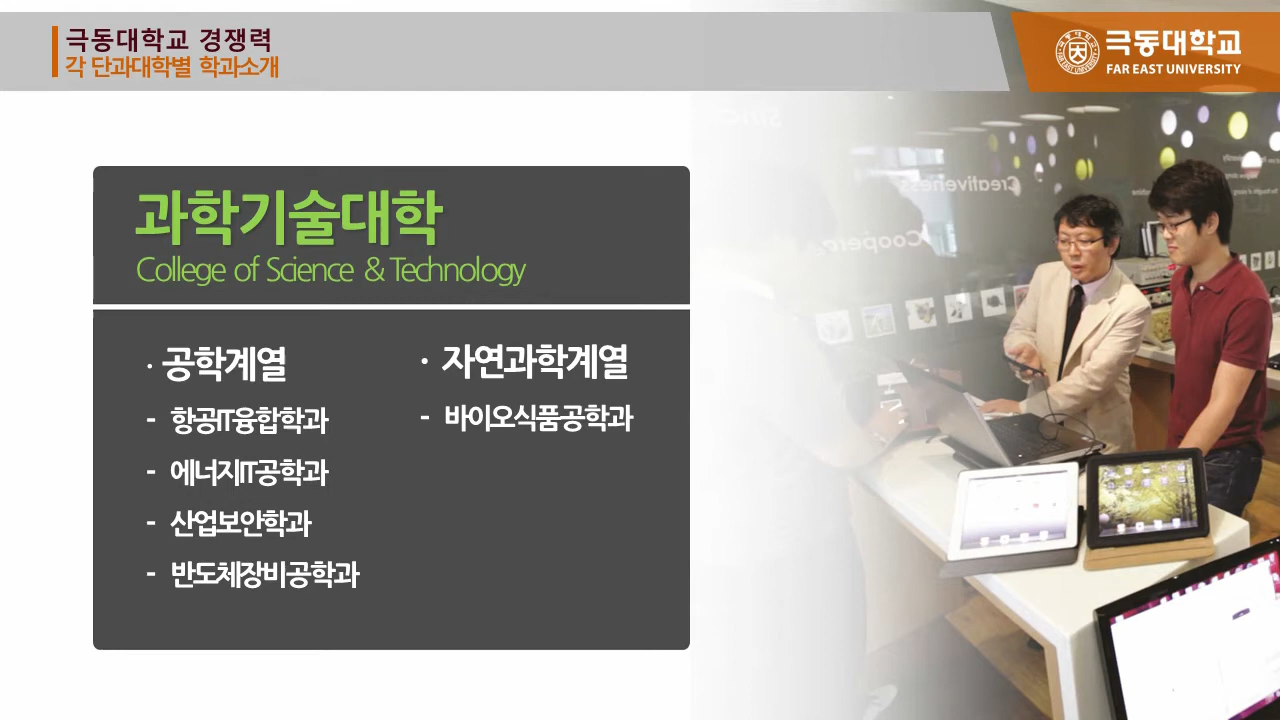 극동대학교 경쟁력
각 단과대학별 학과소개
극동대학교
FAR EAST UNIVERSITY
과학기술대학
College of Science & Technology
· 공학계열
- 항공IT융합학과
- 에너지IT공학과
- 산업보안학과
- 반도체장비공학과
· 자연과학계열
- 바이오식품공학과
Creativeness